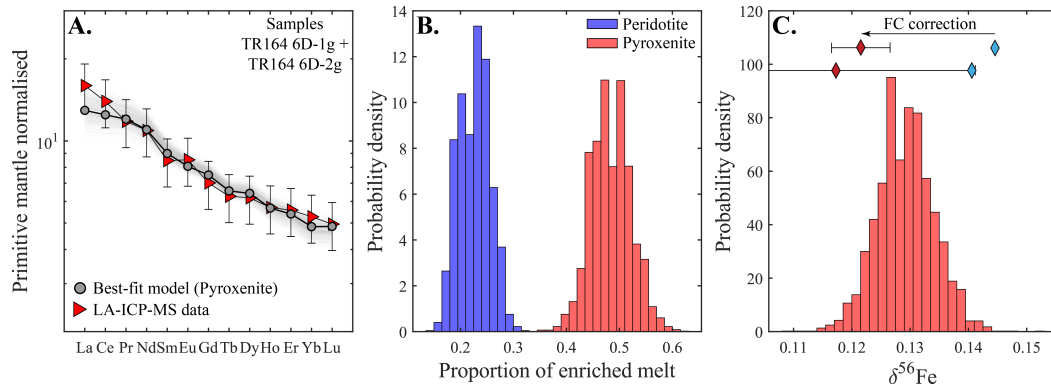 A.
Samples
TR164 6D-1g +
TR164 6D-2g
Primitive mantle normalised
10¹
Best-fit model (Pyroxenite)
LA-ICP-MS data
La Ce Pr Nd Sm Eu Gd Tb Dy Ho Er Yb Lu
B.
Peridotite
Pyroxenite
Probability density
14
12
10
8
6
4
2
0
0.2 0.3 0.4 0.5 0.6
Proportion of enriched melt
C.
FC correction
Probability density
120
100
80
60
40
20
0
0.11 0.12 0.13 0.14 0.15
δ⁵⁶Fe